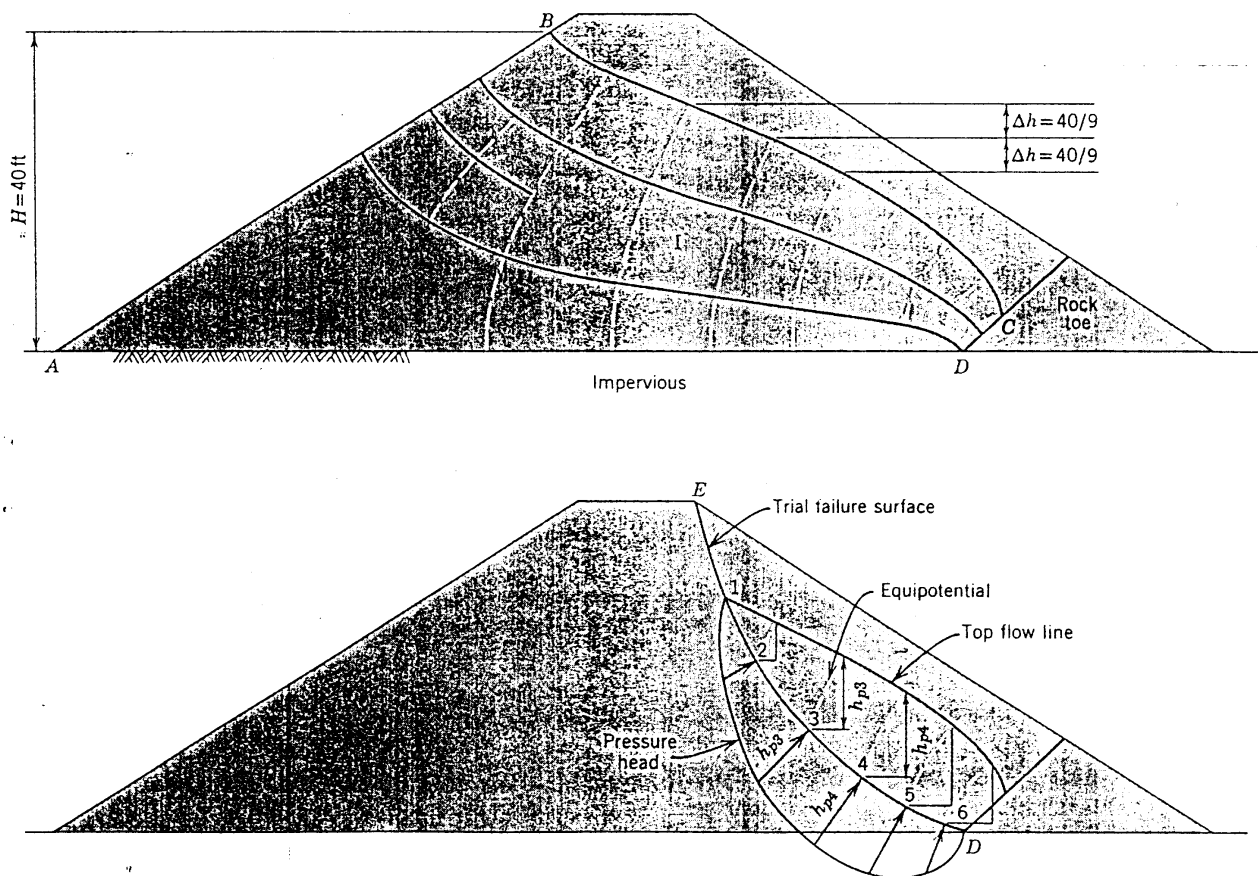 B
H = 40 ft
Δh = 40/9
Δh = 40/9
I
C
Rock
toe
A
D
Impervious
E
Trial failure surface
1
Equipotential
Top flow line
2
3
h_p3
Pressure
head
h_p3
4
h_p4
5
h_p4
6
D